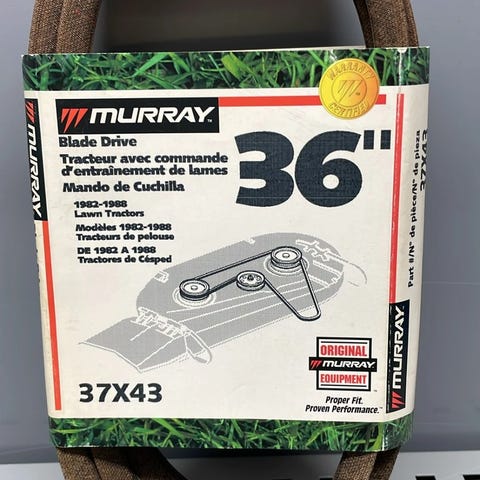 MURRAY
Blade Drive
Tracteur avec commande
d'entraînement de lames
Mando de Cuchilla
36"
1982-1988
Lawn Tractors
Modèles 1982-1988
Tracteurs de pelouse
DE 1982 A 1988
Tractores de Césped
37X43
ORIGINAL
MURRAY
EQUIPMENT
Proper Fit.
Proven Performance.™
WARRANTY
CERTIFIED
MURRAY
Part #/N° de pièce/N° de pieza
37X43
MURRAY